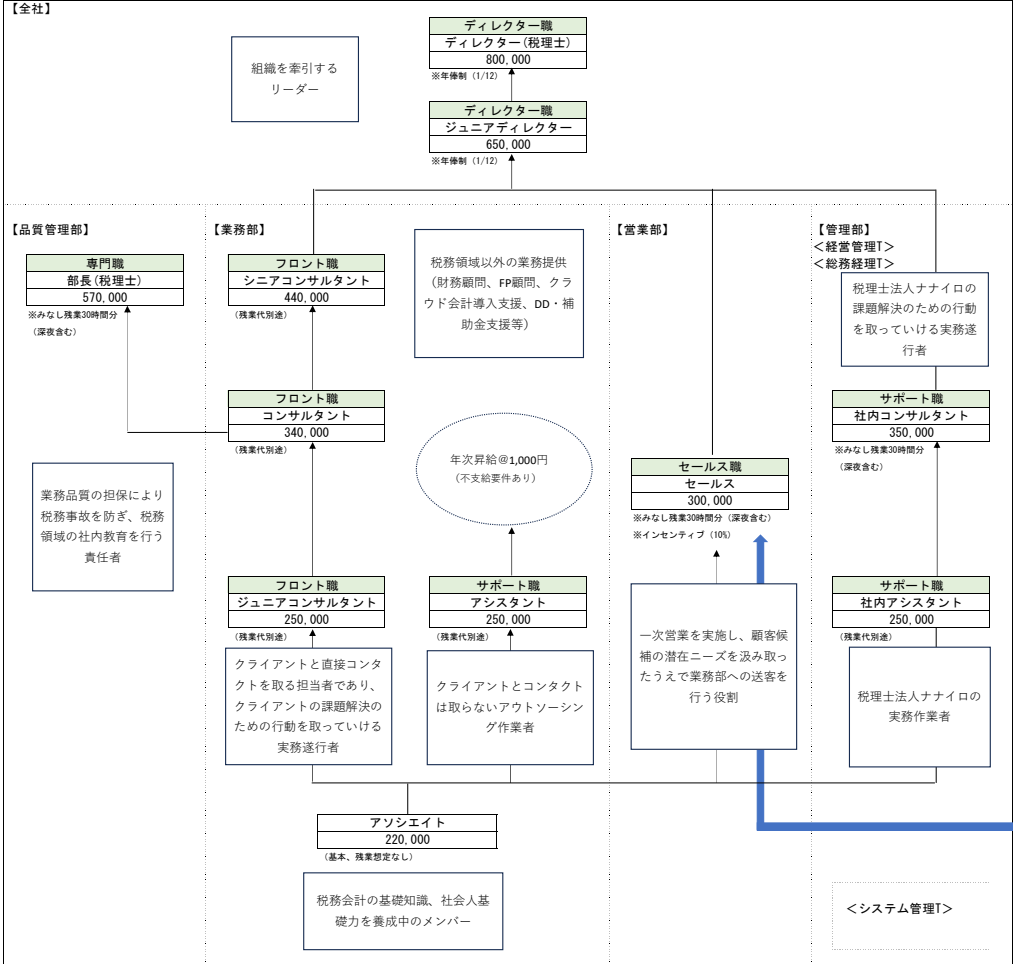 【全社】
ディレクター職
ディレクター(税理士)
800,000
※年俸制（1/12）
組織を牽引する
リーダー
ディレクター職
ジュニアディレクター
650,000
※年俸制（1/12）
【品質管理部】
専門職
部長(税理士)
570,000
※みなし残業30時間分
（深夜含む）
業務品質の担保により
税務事故を防ぎ、税務
領域の社内教育を行う
責任者
【業務部】
フロント職
シニアコンサルタント
440,000
（残業代別途）
税務領域以外の業務提供
（財務顧問、FP顧問、クラ
ウド会計導入支援、DD・補
助金支援等）
フロント職
コンサルタント
340,000
（残業代別途）
年次昇給@1,000円
（不支給要件あり）
フロント職
ジュニアコンサルタント
250,000
（残業代別途）
クライアントと直接コンタ
クトを取る担当者であり、
クライアントの課題解決の
ための行動を取っていける
実務遂行者
サポート職
アシスタント
250,000
（残業代別途）
クライアントとコンタクト
は取らないアウトソーシン
グ作業者
【営業部】
セールス職
セールス
300,000
※みなし残業30時間分（深夜含む）
※インセンティブ（10%）
一次営業を実施し、顧客候
補の潜在ニーズを汲み取っ
たうえで業務部への送客を
行う役割
【管理部】
＜経営管理T＞
＜総務経理T＞
税理士法人ナナイロの
課題解決のための行動
を取っていける実務遂
行者
サポート職
社内コンサルタント
350,000
※みなし残業30時間分
（深夜含む）
サポート職
社内アシスタント
250,000
（残業代別途）
税理士法人ナナイロの
実務作業者
アソシエイト
220,000
（基本、残業想定なし）
税務会計の基礎知識、社会人基
礎力を養成中のメンバー
＜システム管理T＞